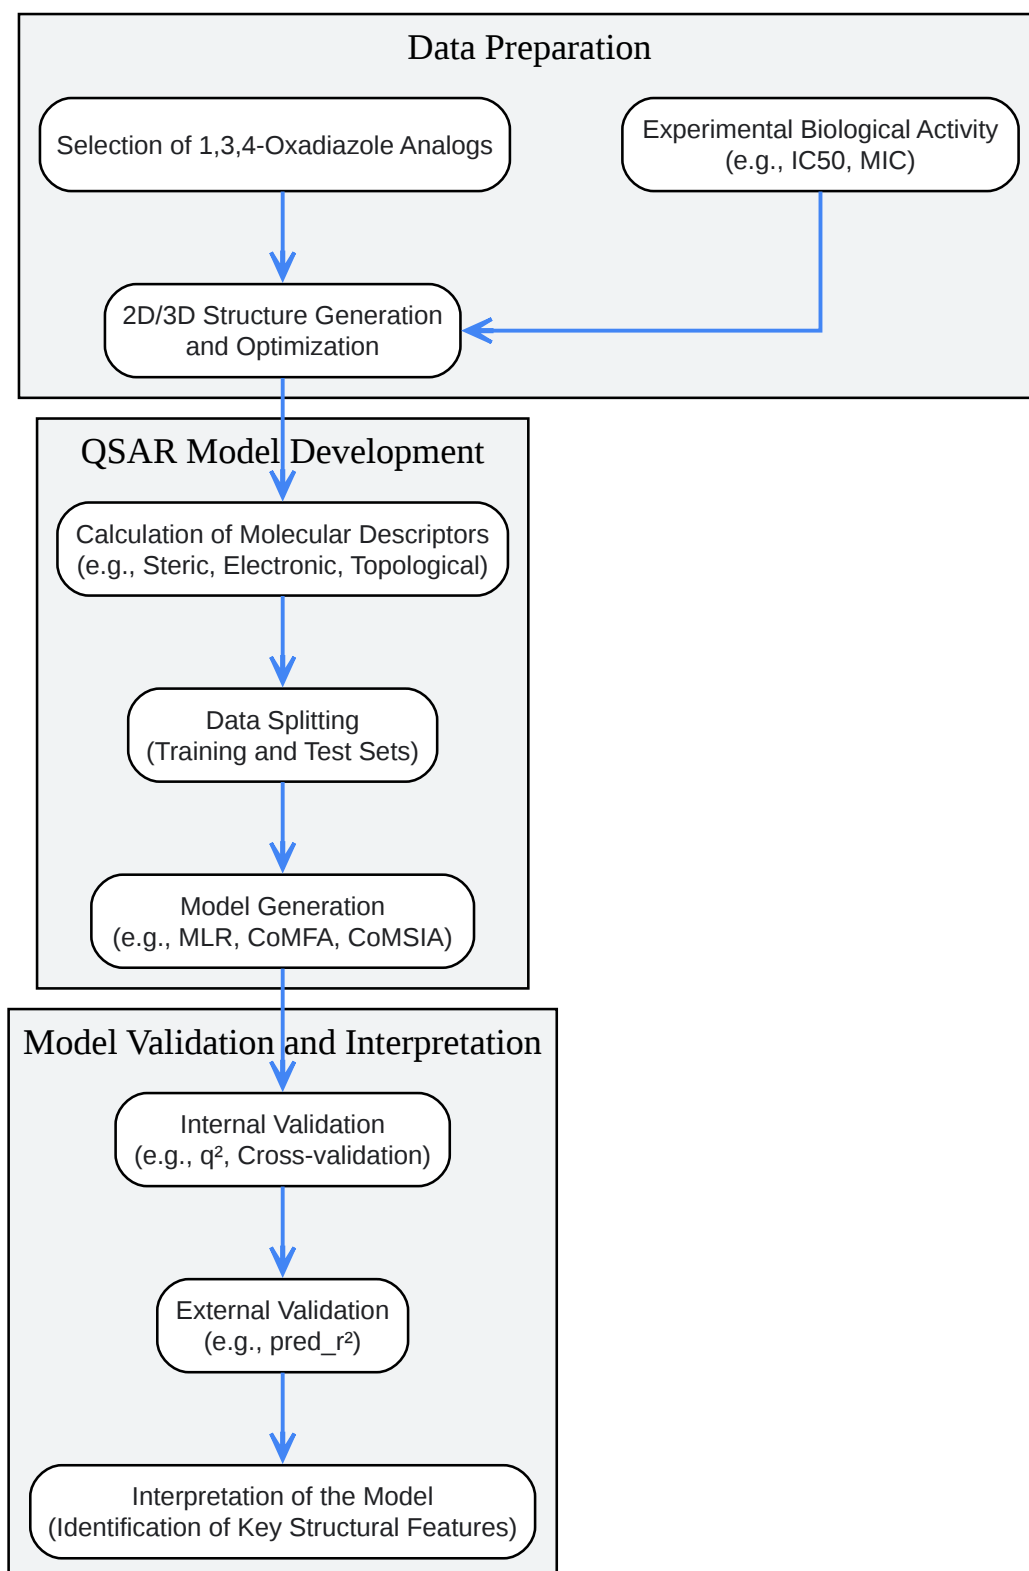 Data Preparation
Selection of 1,3,4-Oxadiazole Analogs
Experimental Biological Activity
(e.g., IC50, MIC)
2D/3D Structure Generation
and Optimization
QSAR Model Development
Calculation of Molecular Descriptors
(e.g., Steric, Electronic, Topological)
Data Splitting
(Training and Test Sets)
Model Generation
(e.g., MLR, CoMFA, CoMSIA)
Model Validation and Interpretation
Internal Validation
(e.g., q², Cross-validation)
External Validation
(e.g., pred_r²)
Interpretation of the Model
(Identification of Key Structural Features)